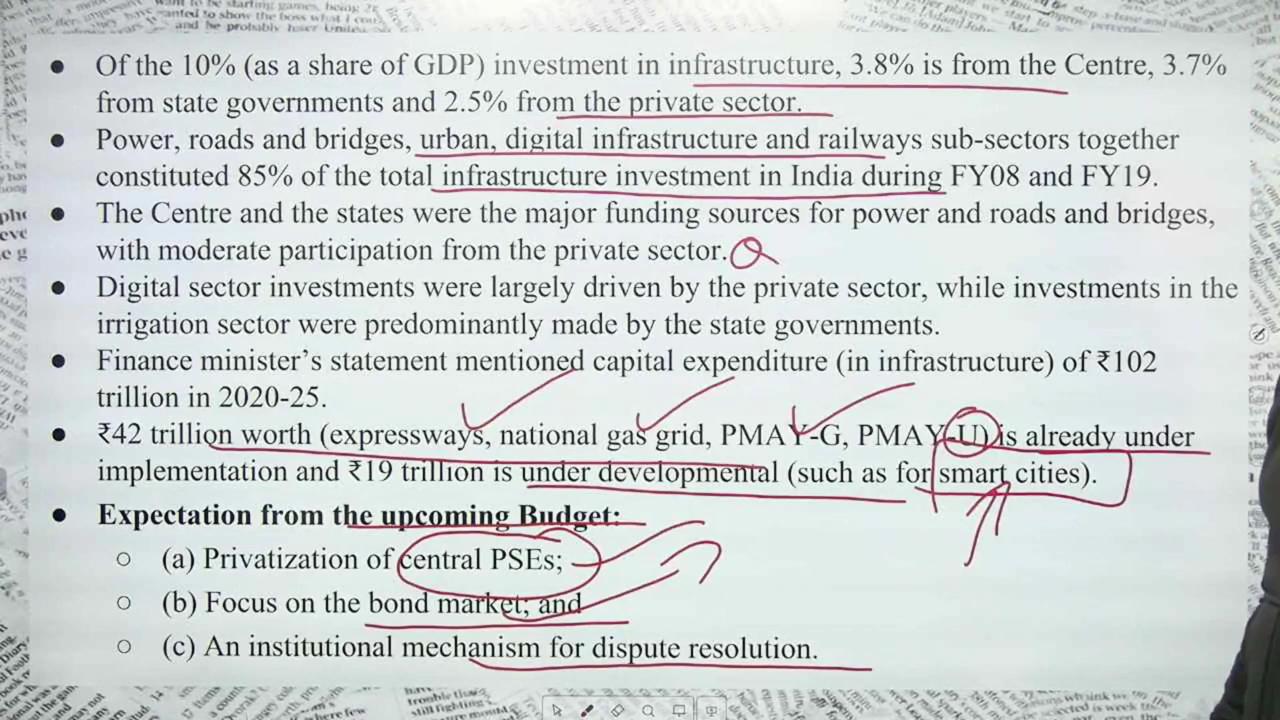 ● Of the 10% (as a share of GDP) investment in infrastructure, 3.8% is from the Centre, 3.7%
from state governments and 2.5% from the private sector.
● Power, roads and bridges, urban, digital infrastructure and railways sub-sectors together
constituted 85% of the total infrastructure investment in India during FY08 and FY19.
● The Centre and the states were the major funding sources for power and roads and bridges,
with moderate participation from the private sector.
● Digital sector investments were largely driven by the private sector, while investments in the
irrigation sector were predominantly made by the state governments.
● Finance minister’s statement mentioned capital expenditure (in infrastructure) of ₹102
trillion in 2020-25.
● ₹42 trillion worth (expressways, national gas grid, PMAY-G, PMAY-U) is already under
implementation and ₹19 trillion is under developmental (such as for smart cities).
● Expectation from the upcoming Budget:
○ (a) Privatization of central PSEs;
○ (b) Focus on the bond market; and
○ (c) An institutional mechanism for dispute resolution.